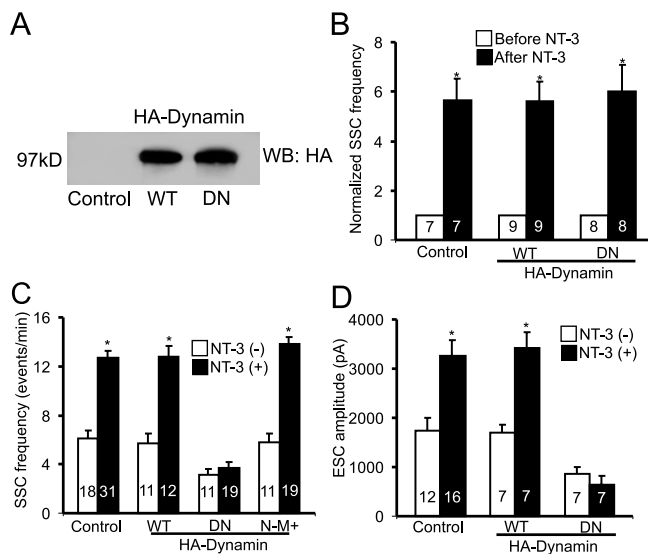 A
HA-Dynamin
97kD
WB: HA
Control WT DN
B
Before NT-3
After NT-3
Normalized SSC frequency
8
6
4
2
0
* * *
7 7 9 9 8 8
Control WT DN
HA-Dynamin
C
NT-3 (-)
NT-3 (+)
SSC frequency (events/min)
16
12
8
4
0
* * *
18 31 11 12 11 19 11 19
Control WT DN N-M+
HA-Dynamin
D
NT-3 (-)
NT-3 (+)
ESC amplitude (pA)
4000
3000
2000
1000
0
* *
12 16 7 7 7 7
Control WT DN
HA-Dynamin